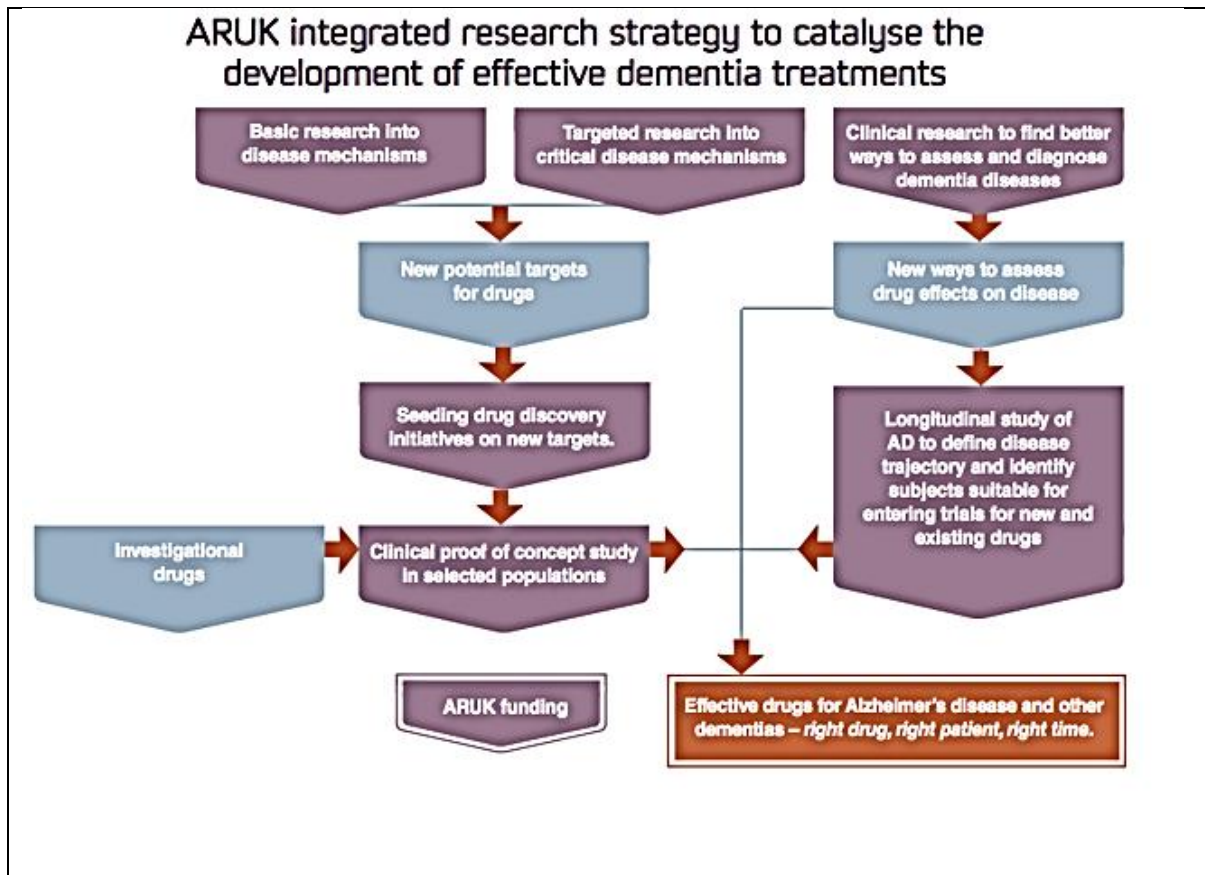 ARUK integrated research strategy to catalyse the
development of effective dementia treatments
Basic research into
disease mechanisms
Targeted research into
critical disease mechanisms
Clinical research to find better
ways to assess and diagnose
dementia diseases
New potential targets
for drugs
New ways to assess
drug effects on disease
Seeding drug discovery
initiatives on new targets.
Longitudinal study of
AD to define disease
trajectory and identify
subjects suitable for
entering trials for new and
existing drugs
Investigational
drugs
Clinical proof of concept study
in selected populations
ARUK funding
Effective drugs for Alzheimer's disease and other
dementias – right drug, right patient, right time.